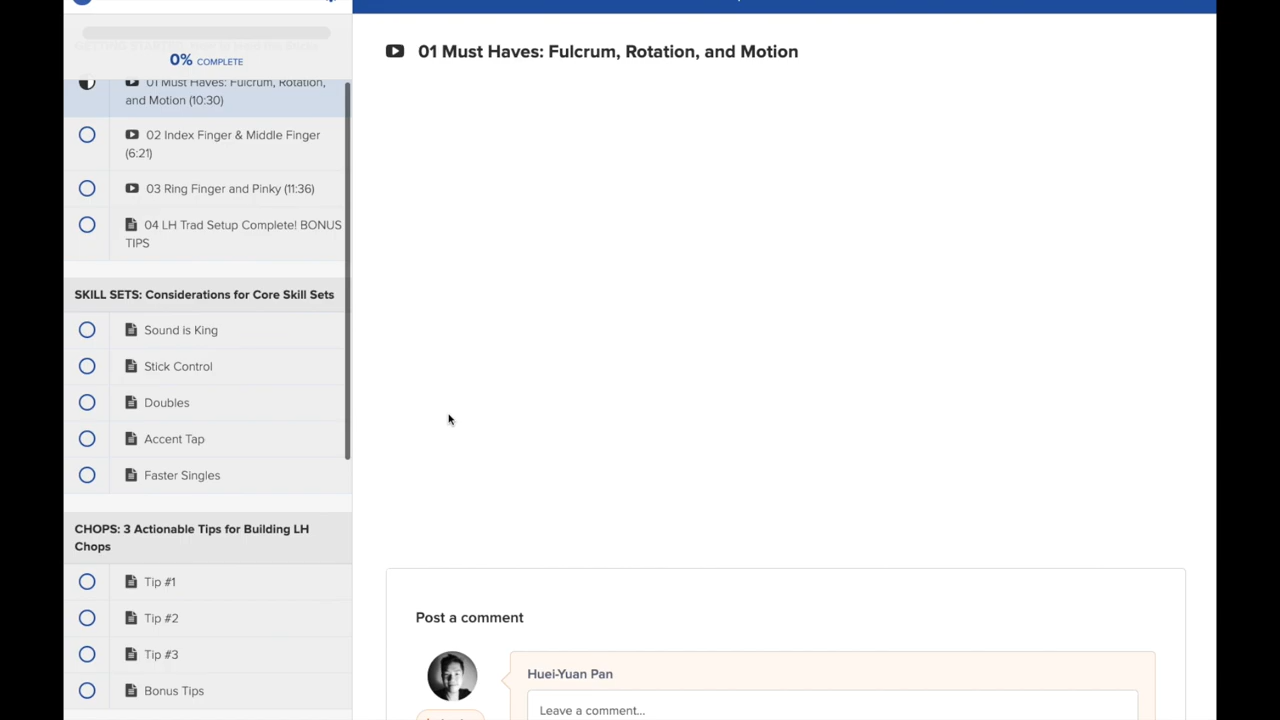 0% COMPLETE
01 Must Haves: Fulcrum, Rotation,
and Motion (10:30)
02 Index Finger & Middle Finger
(6:21)
03 Ring Finger and Pinky (11:36)
04 LH Trad Setup Complete! BONUS
TIPS
SKILL SETS: Considerations for Core Skill Sets
Sound is King
Stick Control
Doubles
Accent Tap
Faster Singles
CHOPS: 3 Actionable Tips for Building LH
Chops
Tip #1
Tip #2
Tip #3
Bonus Tips
01 Must Haves: Fulcrum, Rotation, and Motion
Post a comment
Huei-Yuan Pan
Leave a comment...